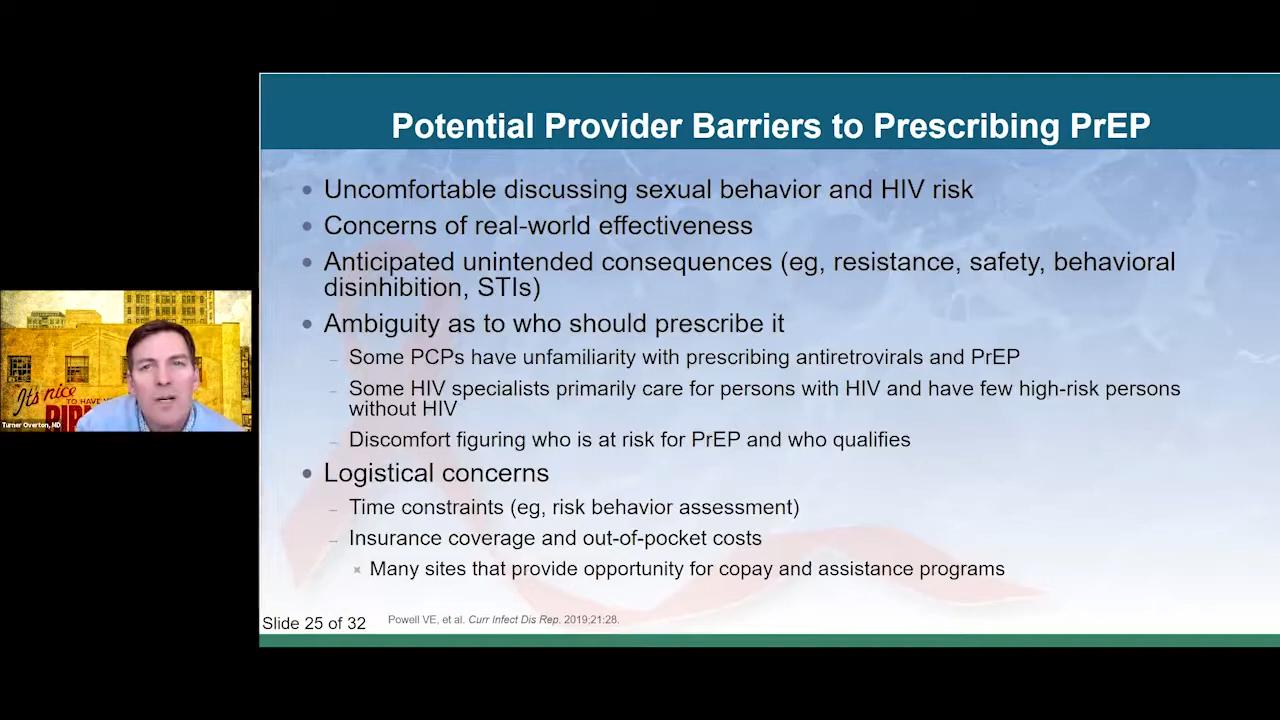 Potential Provider Barriers to Prescribing PrEP
• Uncomfortable discussing sexual behavior and HIV risk
• Concerns of real-world effectiveness
• Anticipated unintended consequences (eg, resistance, safety, behavioral
disinhibition, STIs)
• Ambiguity as to who should prescribe it
– Some PCPs have unfamiliarity with prescribing antiretrovirals and PrEP
– Some HIV specialists primarily care for persons with HIV and have few high-risk persons
without HIV
– Discomfort figuring who is at risk for PrEP and who qualifies
• Logistical concerns
– Time constraints (eg, risk behavior assessment)
– Insurance coverage and out-of-pocket costs
× Many sites that provide opportunity for copay and assistance programs
Slide 25 of 32
Powell VE, et al. Curr Infect Dis Rep. 2019;21:28.
It's nice
TO HAVE
Turner Overton, MD